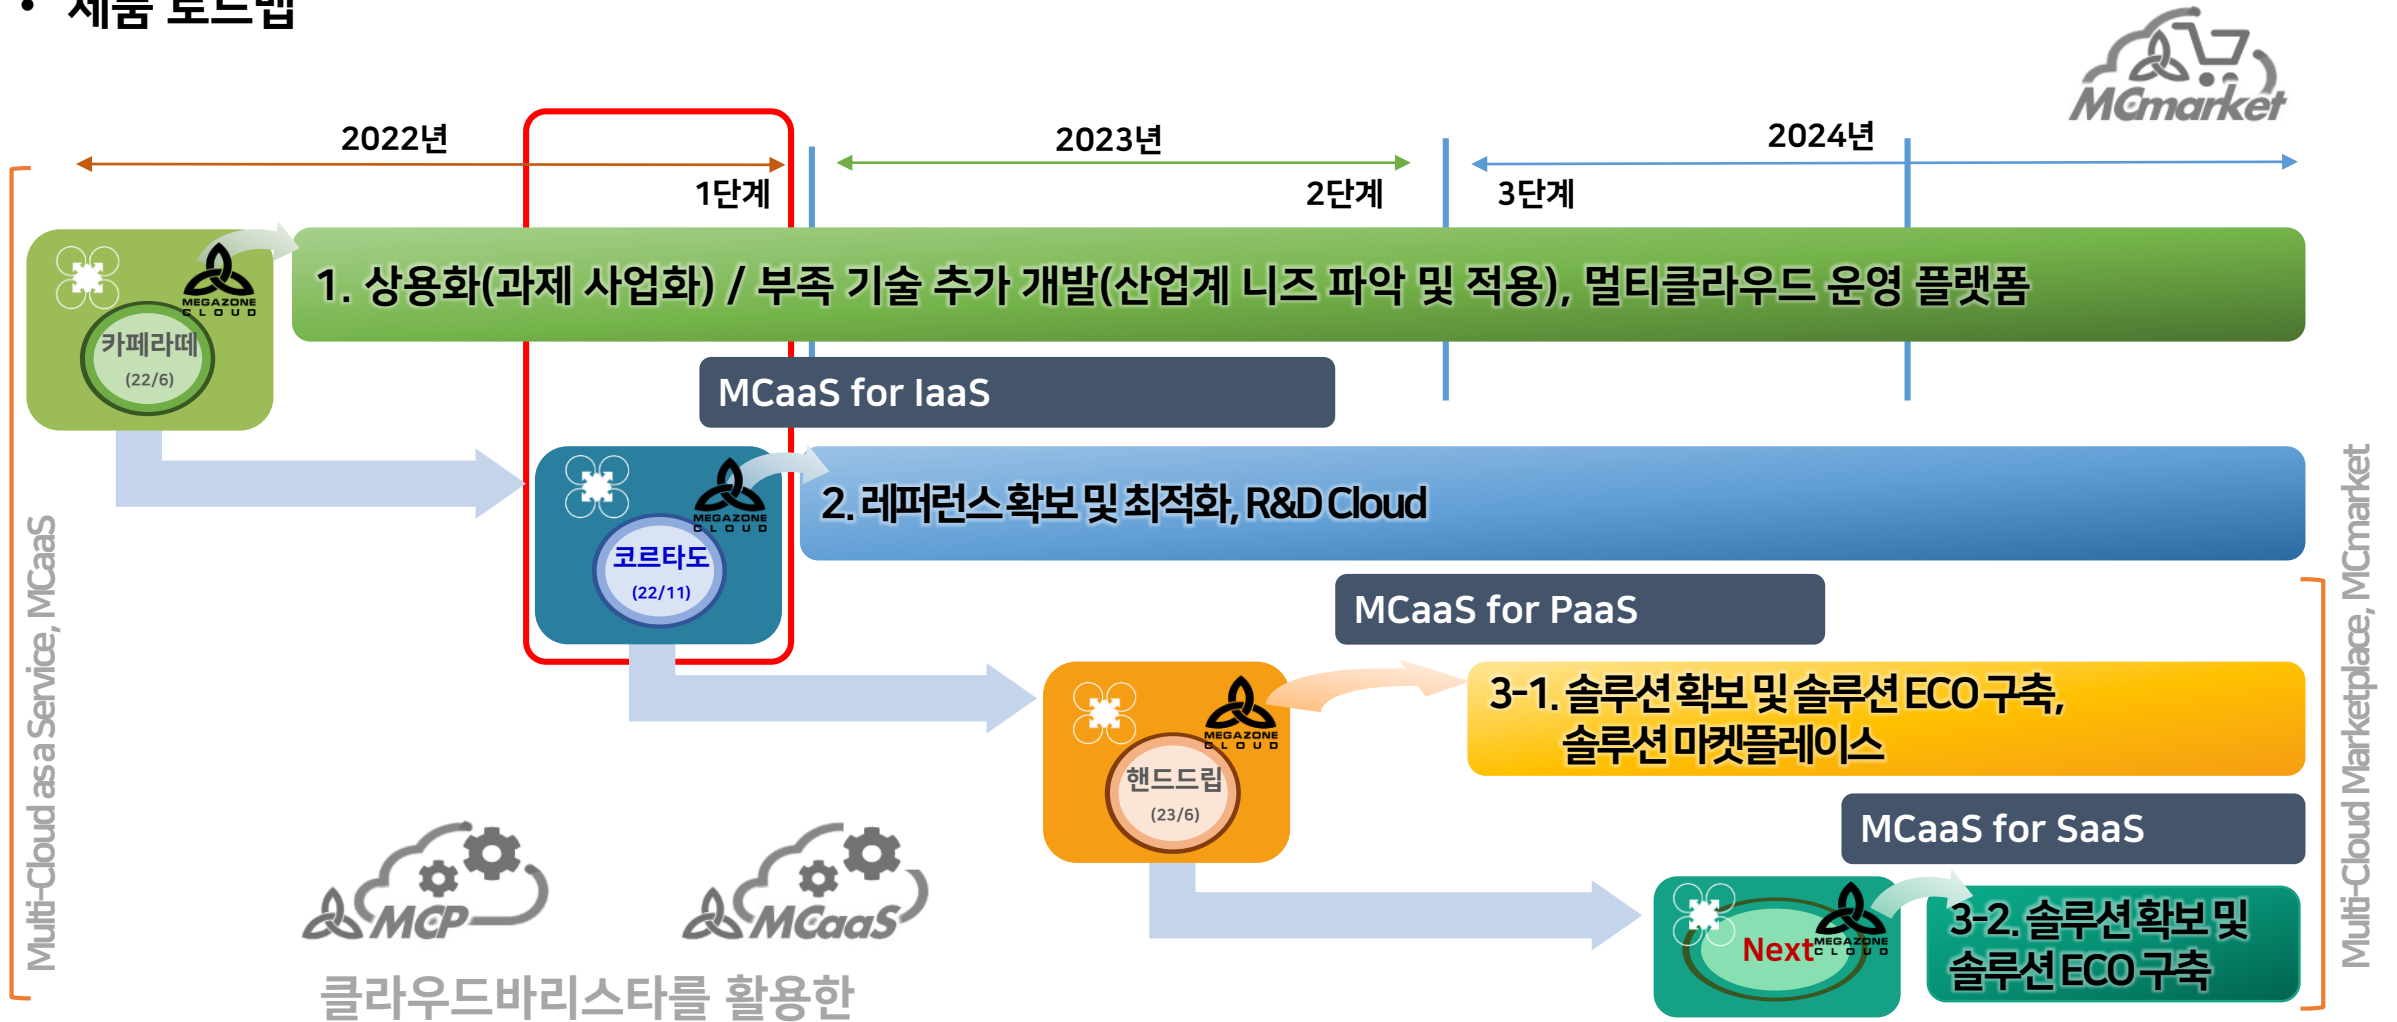 • 제품 로드맵
MCmarket
2022년
2023년
2024년
1단계
2단계
3단계
MEGAZONE
CLOUD
카페라떼
(22/6)
1. 상용화(과제 사업화) / 부족 기술 추가 개발(산업계 니즈 파악 및 적용), 멀티클라우드 운영 플랫폼
MCaaS for IaaS
MEGAZONE
CLOUD
코르타도
(22/11)
2. 레퍼런스 확보 및 최적화, R&D Cloud
MCaaS for PaaS
MEGAZONE
CLOUD
핸드드립
(23/6)
3-1. 솔루션 확보 및 솔루션 ECO 구축,
솔루션 마켓플레이스
MCaaS for SaaS
Next
MEGAZONE
CLOUD
3-2. 솔루션 확보 및
솔루션 ECO 구축
Multi-Cloud as a Service, MCaaS
Multi-Cloud Marketplace, MCmarket
MCP
MCaaS
클라우드바리스타를 활용한